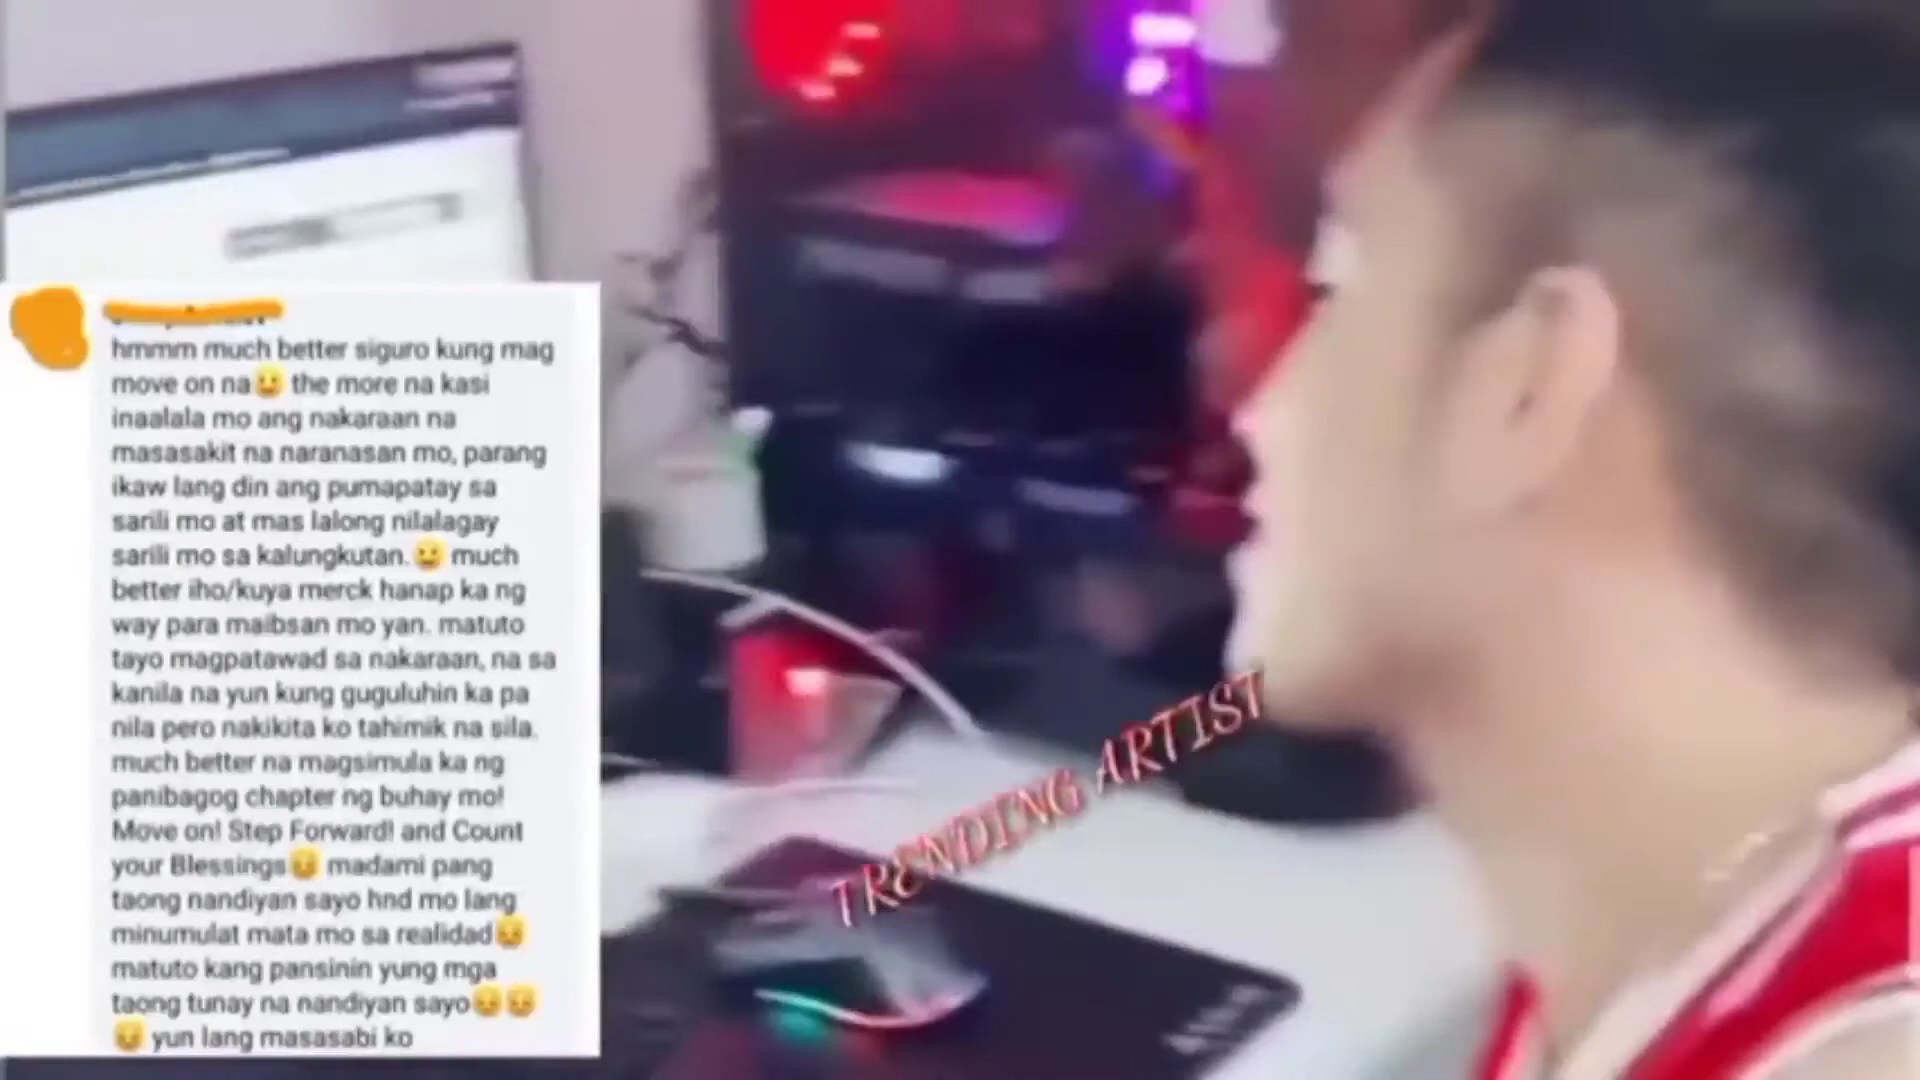 hmmm much better siguro kung mag
move on na😃 the more na kasi
inaalala mo ang nakaraan na
masasakit na naranasan mo, parang
ikaw lang din ang pumapatay sa
sarili mo at mas lalong nilalagay
sarili mo sa kalungkutan.😃 much
better iho/kuya merck hanap ka ng
way para maibsan mo yan. matuto
tayo magpatawad sa nakaraan, na sa
kanila na yun kung guguluhin ka pa
nila pero nakikita ko tahimik na sila.
much better na magsimula ka ng
panibagog chapter ng buhay mo!
Move on! Step Forward! and Count
your Blessings😣 madami pang
taong nandiyan sayo hnd mo lang
minumulat mata mo sa realidad😣
matuto kang pansinin yung mga
taong tunay na nandiyan sayo😣😣
😣 yun lang masasabi ko
TRENDING ARTIST